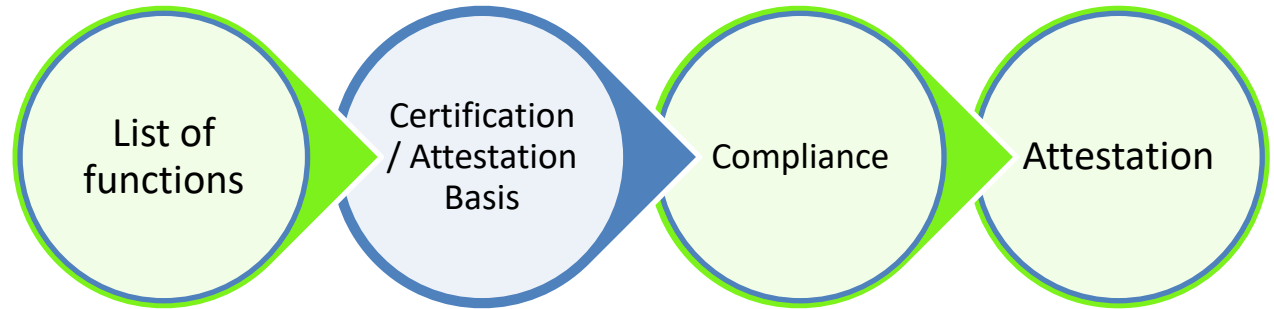 List of
functions
Certification
/ Attestation
Basis
Compliance
Attestation